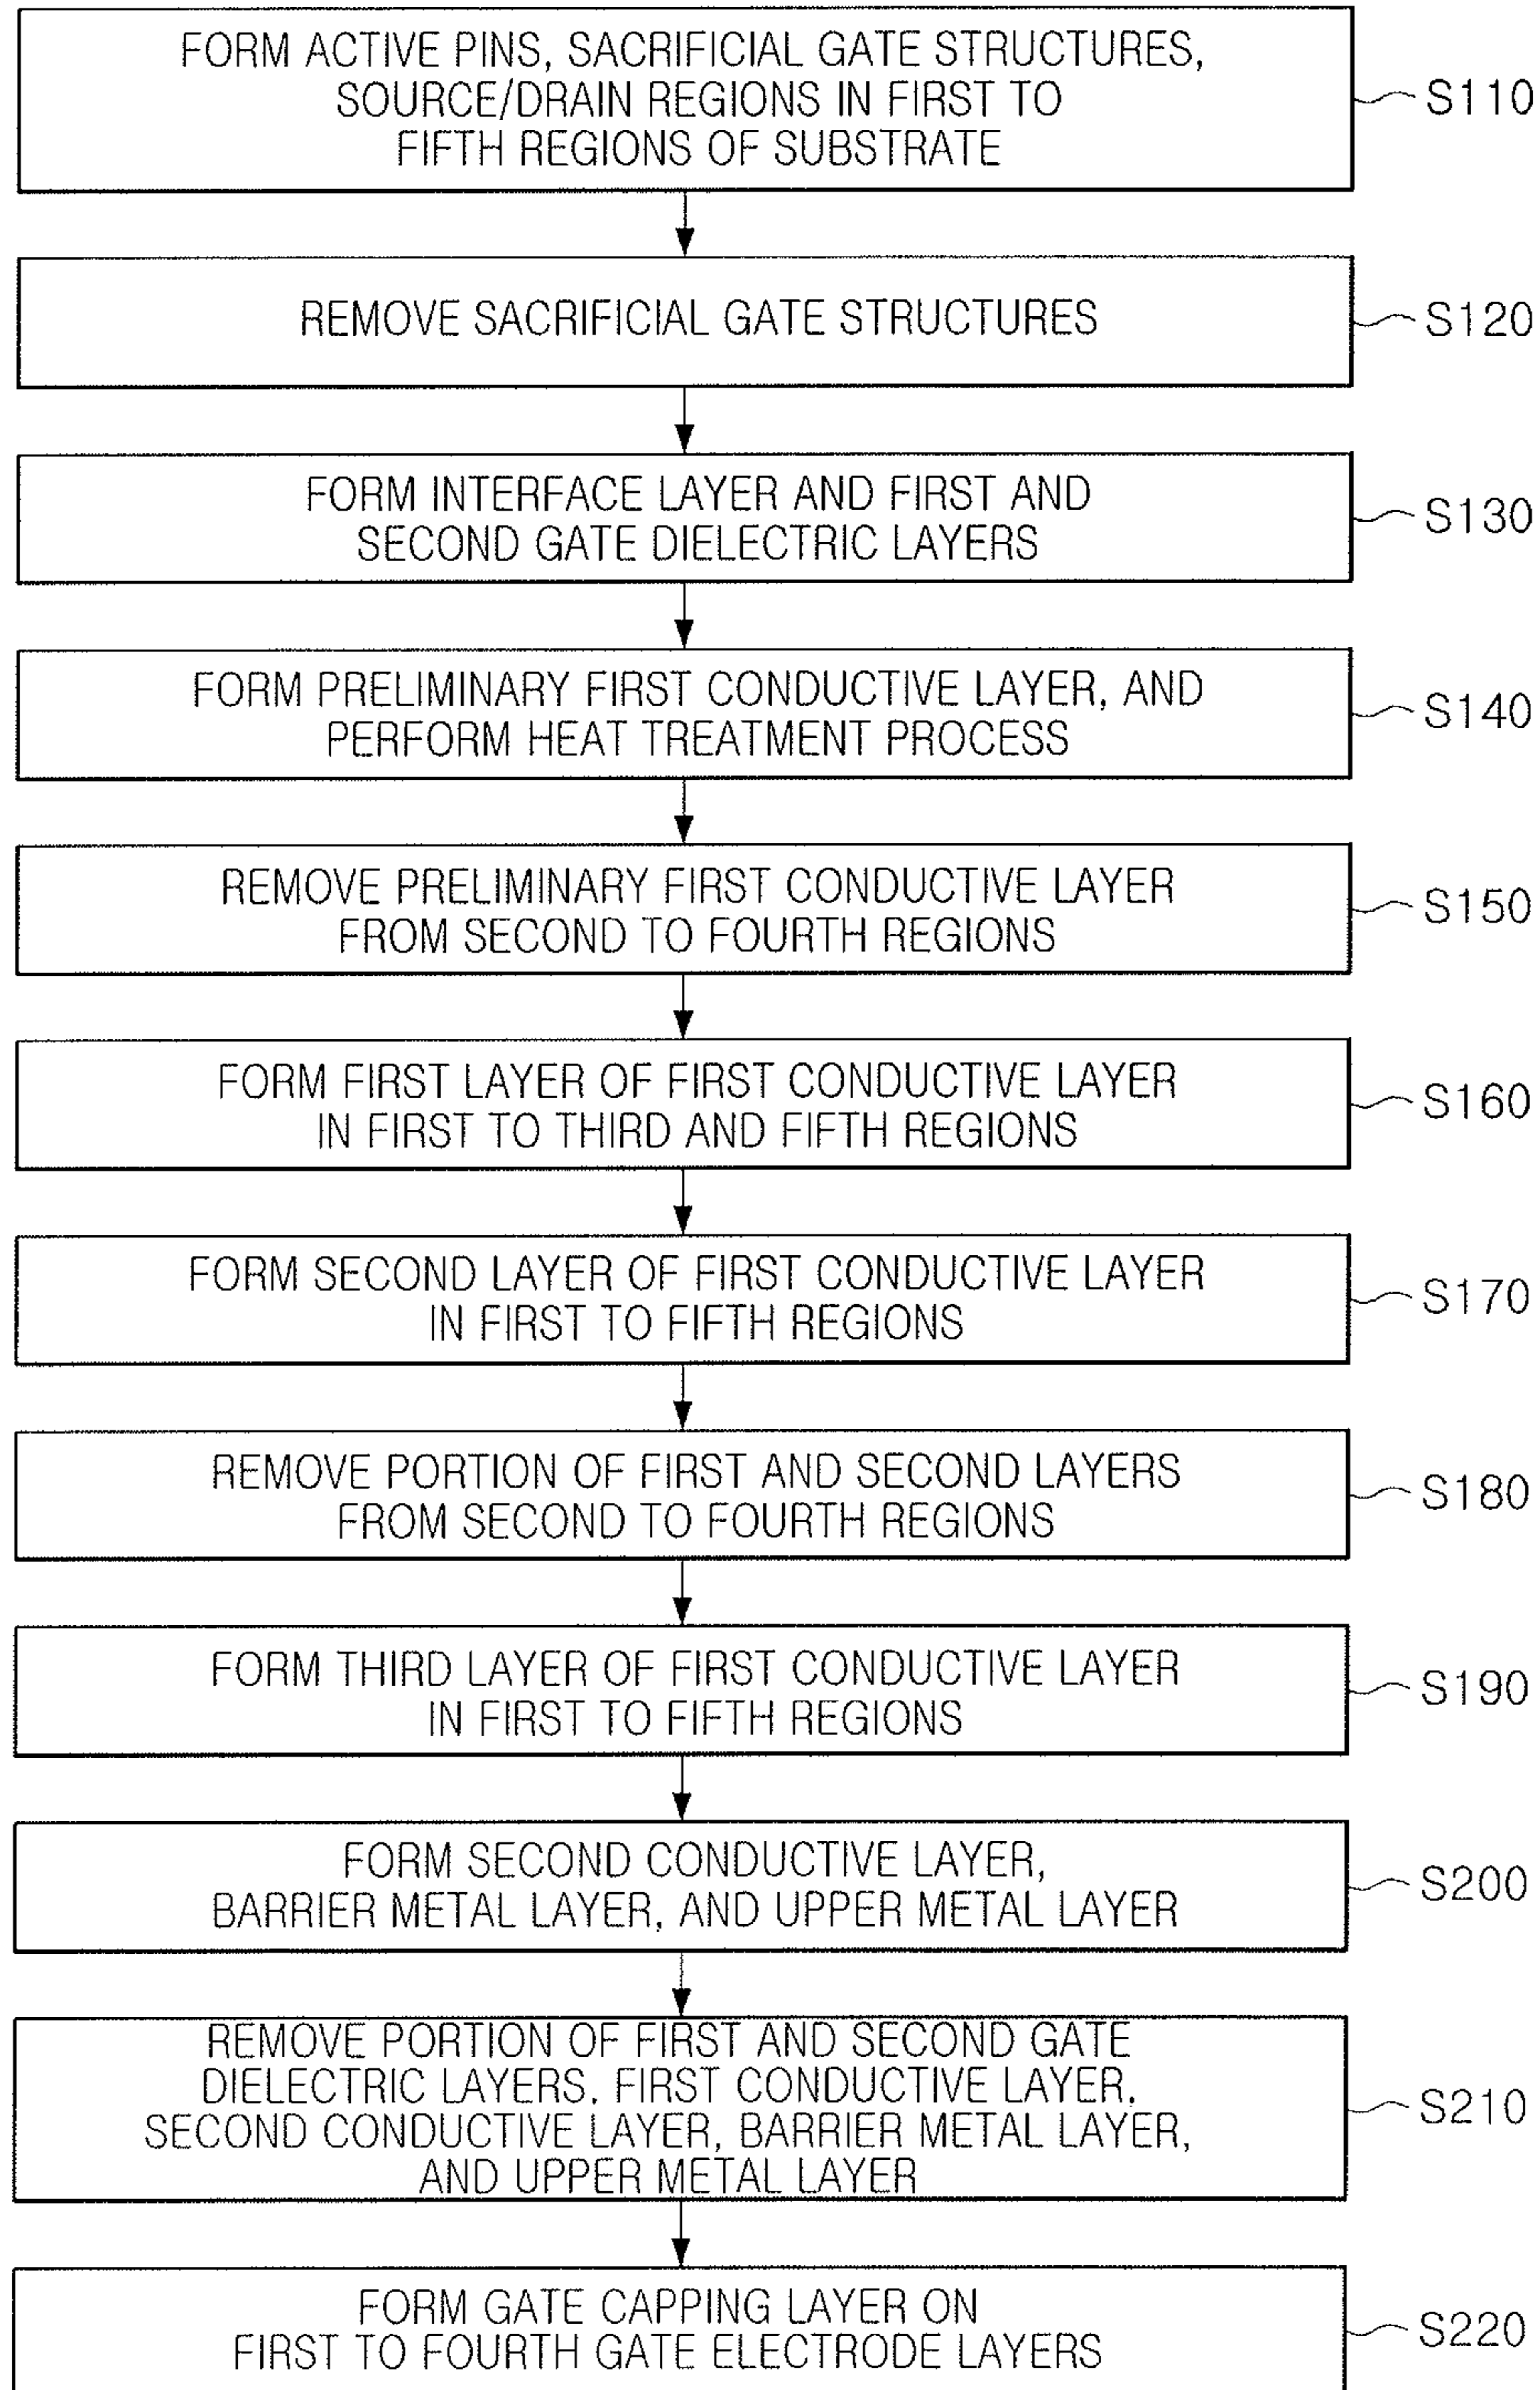 FORM ACTIVE PINS, SACRIFICIAL GATE STRUCTURES,
SOURCE/DRAIN REGIONS IN FIRST TO
FIFTH REGIONS OF SUBSTRATE
S110
REMOVE SACRIFICIAL GATE STRUCTURES
S120
FORM INTERFACE LAYER AND FIRST AND
SECOND GATE DIELECTRIC LAYERS
S130
FORM PRELIMINARY FIRST CONDUCTIVE LAYER, AND
PERFORM HEAT TREATMENT PROCESS
S140
REMOVE PRELIMINARY FIRST CONDUCTIVE LAYER
FROM SECOND TO FOURTH REGIONS
S150
FORM FIRST LAYER OF FIRST CONDUCTIVE LAYER
IN FIRST TO THIRD AND FIFTH REGIONS
S160
FORM SECOND LAYER OF FIRST CONDUCTIVE LAYER
IN FIRST TO FIFTH REGIONS
S170
REMOVE PORTION OF FIRST AND SECOND LAYERS
FROM SECOND TO FOURTH REGIONS
S180
FORM THIRD LAYER OF FIRST CONDUCTIVE LAYER
IN FIRST TO FIFTH REGIONS
S190
FORM SECOND CONDUCTIVE LAYER,
BARRIER METAL LAYER, AND UPPER METAL LAYER
S200
REMOVE PORTION OF FIRST AND SECOND GATE
DIELECTRIC LAYERS, FIRST CONDUCTIVE LAYER,
SECOND CONDUCTIVE LAYER, BARRIER METAL LAYER,
AND UPPER METAL LAYER
S210
FORM GATE CAPPING LAYER ON
FIRST TO FOURTH GATE ELECTRODE LAYERS
S220